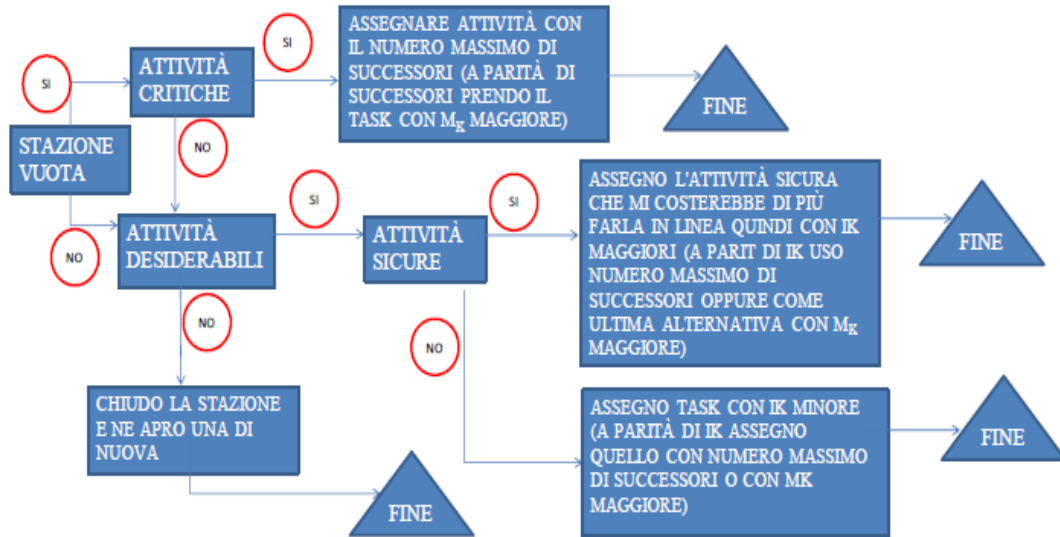 SI
ATTIVITÀ
CRITICHE
SI
ASSEGNARE ATTIVITÀ CON
IL NUMERO MASSIMO DI
SUCCESSORI (A PARITÀ DI
SUCCESSORI PRENDO IL
TASK CON MK MAGGIORE)
FINE
STAZIONE
VUOTA
NO
NO
ATTIVITÀ
DESIDERABILI
SI
ATTIVITÀ
SICURE
SI
ASSEGNO L'ATTIVITÀ SICURA
CHE MI COSTEREBBE DI PIÙ
FARLA IN LINEA QUINDI CON IK
MAGGIORI (A PARIT DI IK USO
NUMERO MASSIMO DI
SUCCESSORI OPPURE COME
ULTIMA ALTERNATIVA CON MK
MAGGIORE)
FINE
NO
CHIUDO LA STAZIONE
E NE APRO UNA DI
NUOVA
FINE
NO
ASSEGNO TASK CON IK MINORE
(A PARITÀ DI IK ASSEGNO
QUELLO CON NUMERO MASSIMO
DI SUCCESSORI O CON MK
MAGGIORE)
FINE